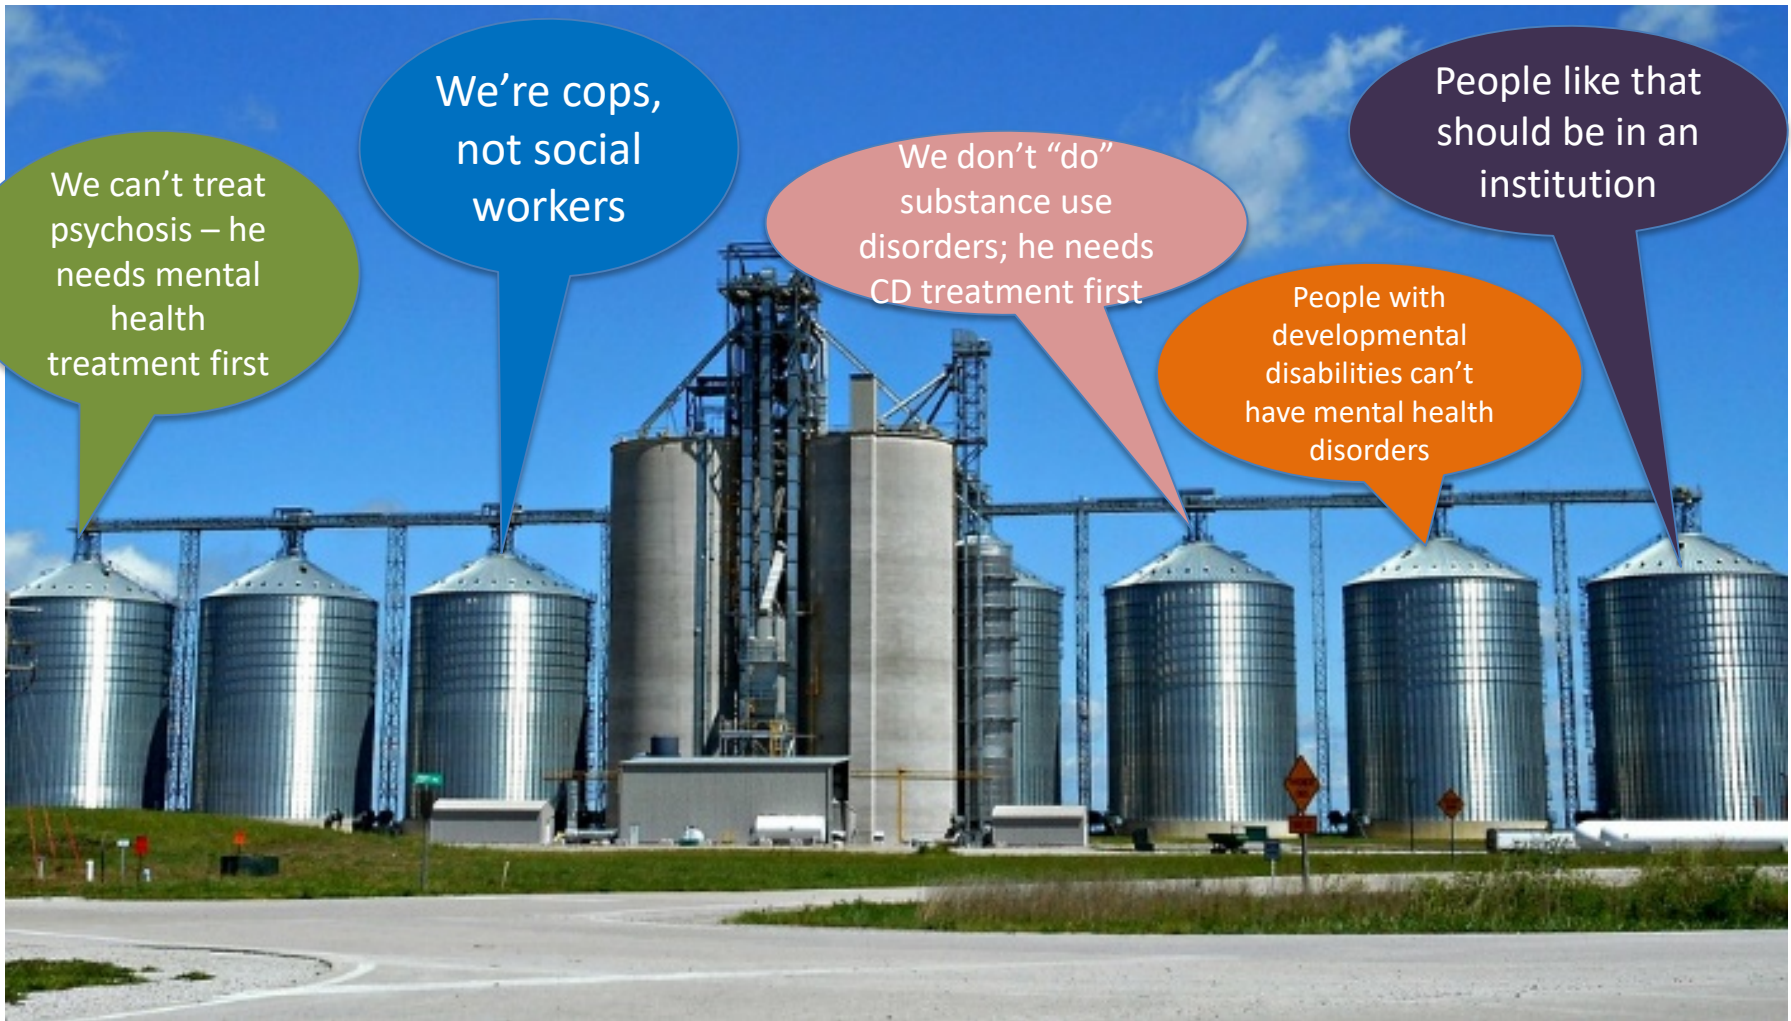 We can’t treat
psychosis – he
needs mental
health
treatment first
We’re cops,
not social
workers
We don’t “do”
substance use
disorders; he needs
CD treatment first
People with
developmental
disabilities can’t
have mental health
disorders
People like that
should be in an
institution